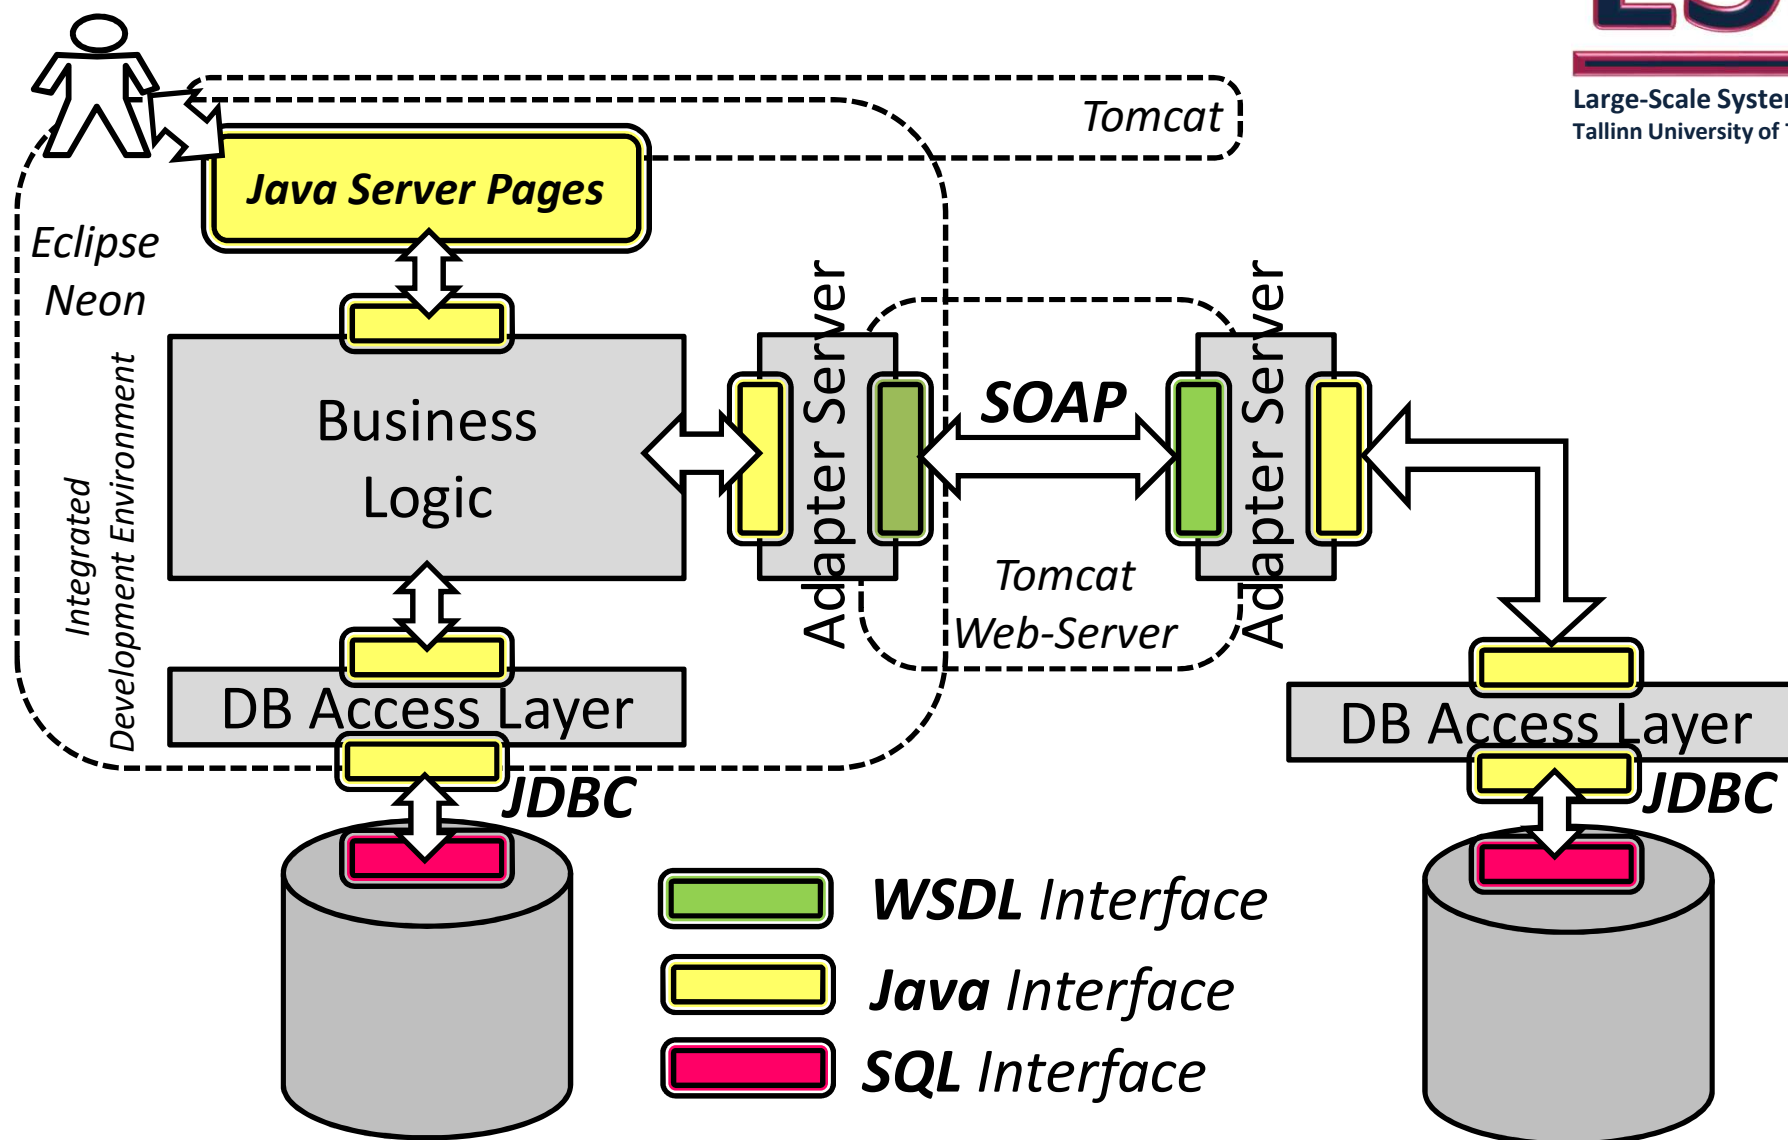 Large-Scale
Tallinn University of
Tomcat
Java Server Pages
Eclipse
Neon
Integrated
Development Environment
Business
Logic
Adapter Server
SOAP
Adapter Server
Tomcat
Web-Server
DB Access Layer
JDBC
DB Access Layer
JDBC
WSDL Interface
Java Interface
SQL Interface